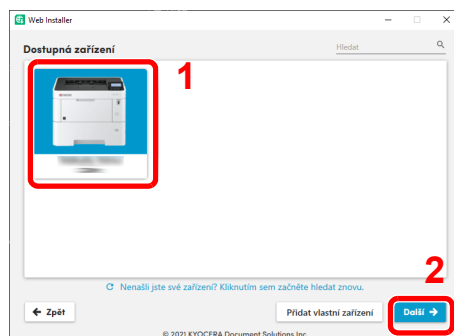 Web Installer
Dostupná zařízení
Hledat
1
2
Nenašli jste své zařízení? Kliknutím sem začněte hledat znovu.
Zpět
Přidat vlastní zařízení
Další
© 2021 KYOCERA Document Solutions Inc.